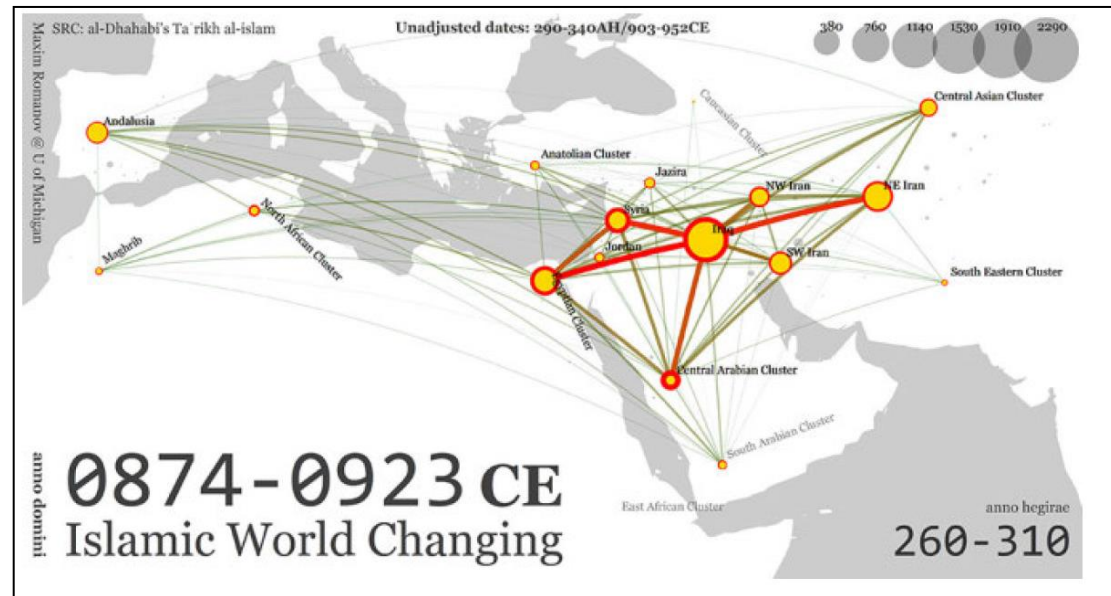 SRC: al-Dhahabi's Taʾrikh al-islam
Unadjusted dates: 290-340AH/903-952CE
380 760 1140 1530 1910 2290
Maxim Romanov @ U of Michigan
Andalusia
Central Asian Cluster
Caucasian Cluster
Anatolian Cluster
Jazira
NW Iran
NE Iran
North African Cluster
Syria
Iraq
Maghrib
Jordan
SW Iran
South Eastern Cluster
Egyptian Cluster
Central Arabian Cluster
South Arabian Cluster
East African Cluster
anno domini
0874-0923 CE
Islamic World Changing
anno hegirae
260-310